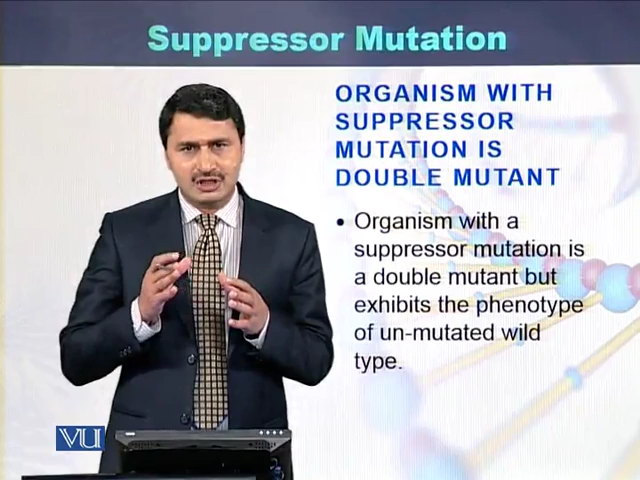 Suppressor Mutation
ORGANISM WITH
SUPPRESSOR
MUTATION IS
DOUBLE MUTANT
• Organism with a
suppressor mutation is
a double mutant but
exhibits the phenotype
of un-mutated wild
type.
VU